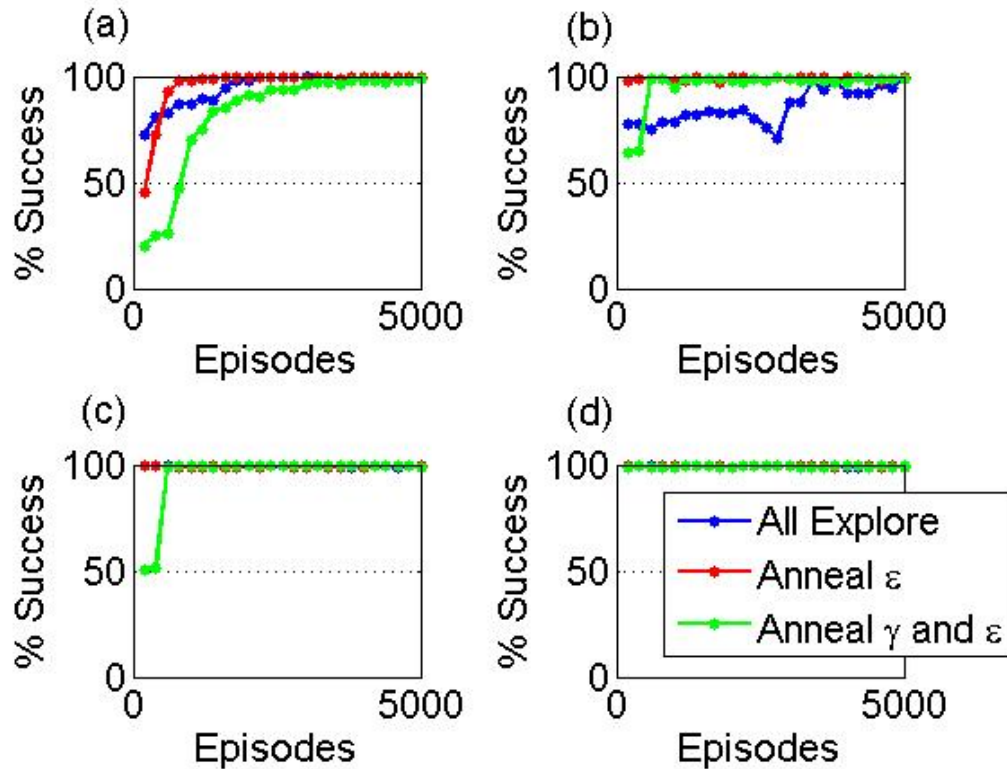 (a)
% Success
100
50
0
0
5000
Episodes
(b)
% Success
100
50
0
0
5000
Episodes
(c)
% Success
100
50
0
0
5000
Episodes
(d)
% Success
100
50
0
0
5000
Episodes
All Explore
Anneal ε
Anneal γ and ε